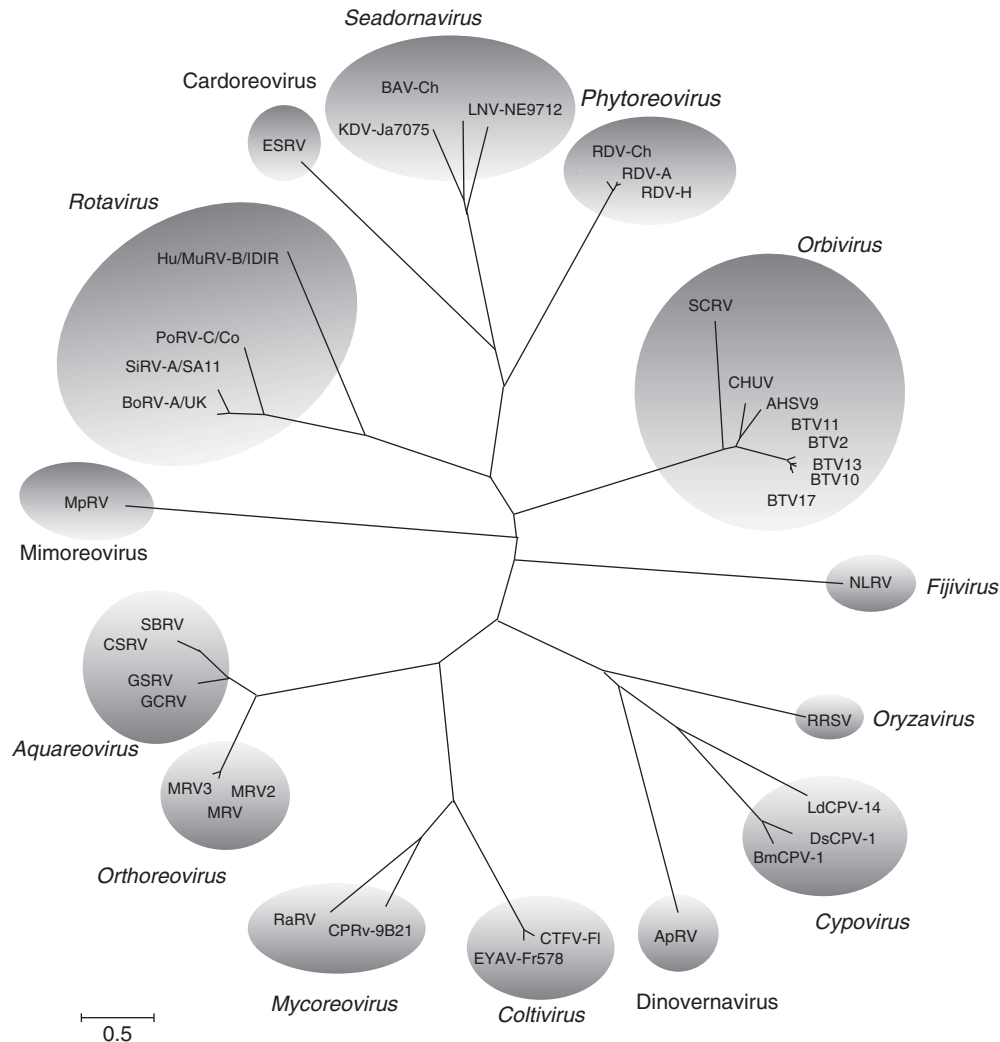 Seadornavirus
Cardoreovirus
BAV-Ch
LNV-NE9712
Phytoreovirus
KDV-Ja7075
ESRV
RDV-Ch
RDV-A
RDV-H
Rotavirus
Orbivirus
Hu/MuRV-B/IDIR
SCRV
PoRV-C/Co
SiRV-A/SA11
CHUV
BoRV-A/UK
AHSV9
BTV11
BTV2
BTV13
BTV10
BTV17
MpRV
Mimoreovirus
NLRV
Fijivirus
SBRV
CSRV
GSRV
GCRV
RRSV
Oryzavirus
Aquareovirus
MRV3
MRV2
MRV
LdCPV-14
DsCPV-1
BmCPV-1
Orthoreovirus
RaRV
CPRv-9B21
Cypovirus
CTFV-Fl
EYAV-Fr578
ApRV
Mycoreovirus
Coltivirus
Dinovernavirus
0.5